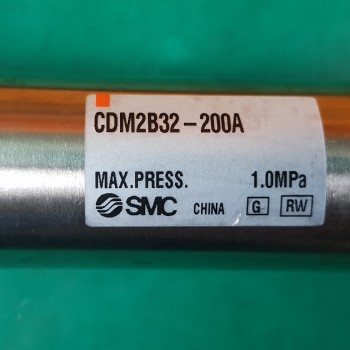 CDM2B32-200A
MAX.PRESS. 1.0MPa
SMC CHINA G RW